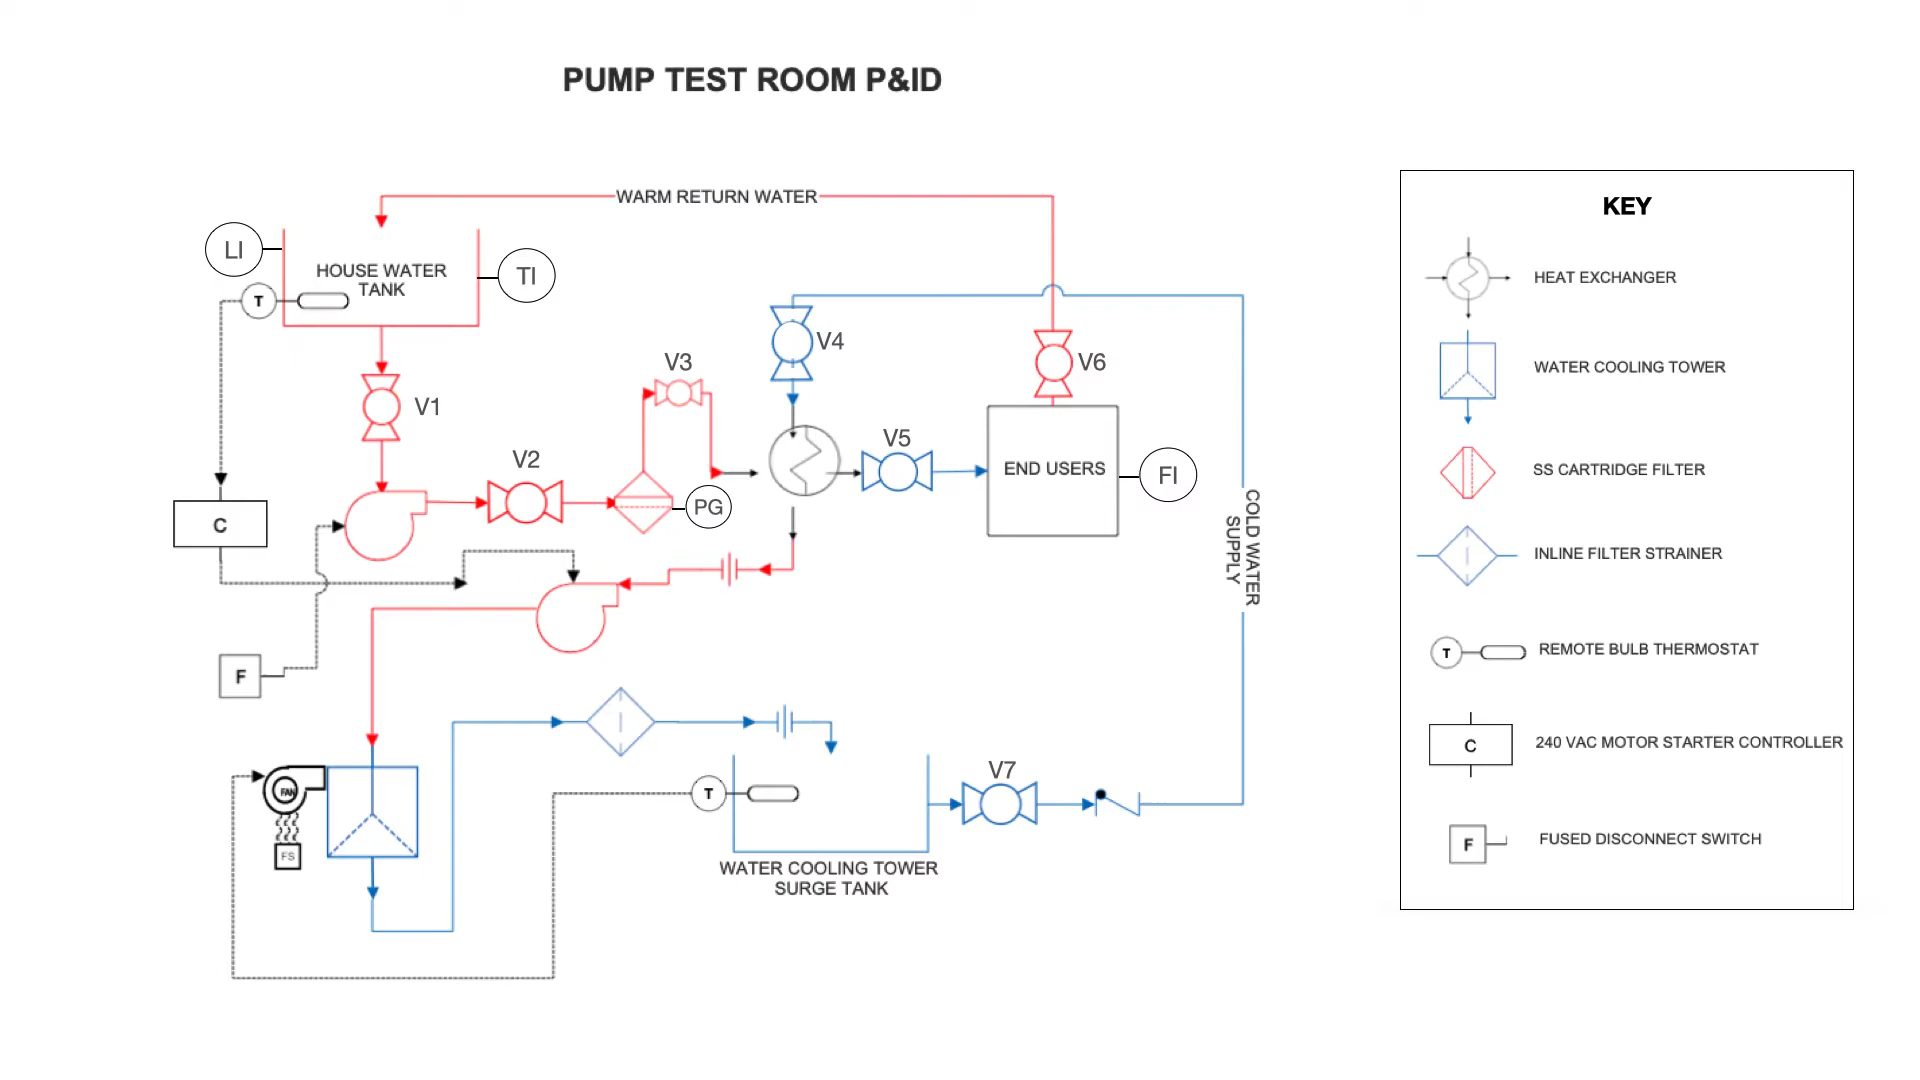 PUMP TEST ROOM P&ID
WARM RETURN WATER
LI
HOUSE WATER
TANK
TI
T
V1
V2
V3
V4
V5
V6
PG
END USERS
FI
C
F
COLD WATER
SUPPLY
FAN
FS
T
V7
WATER COOLING TOWER
SURGE TANK
KEY
HEAT EXCHANGER
WATER COOLING TOWER
SS CARTRIDGE FILTER
INLINE FILTER STRAINER
T
REMOTE BULB THERMOSTAT
C
240 VAC MOTOR STARTER CONTROLLER
F
FUSED DISCONNECT SWITCH